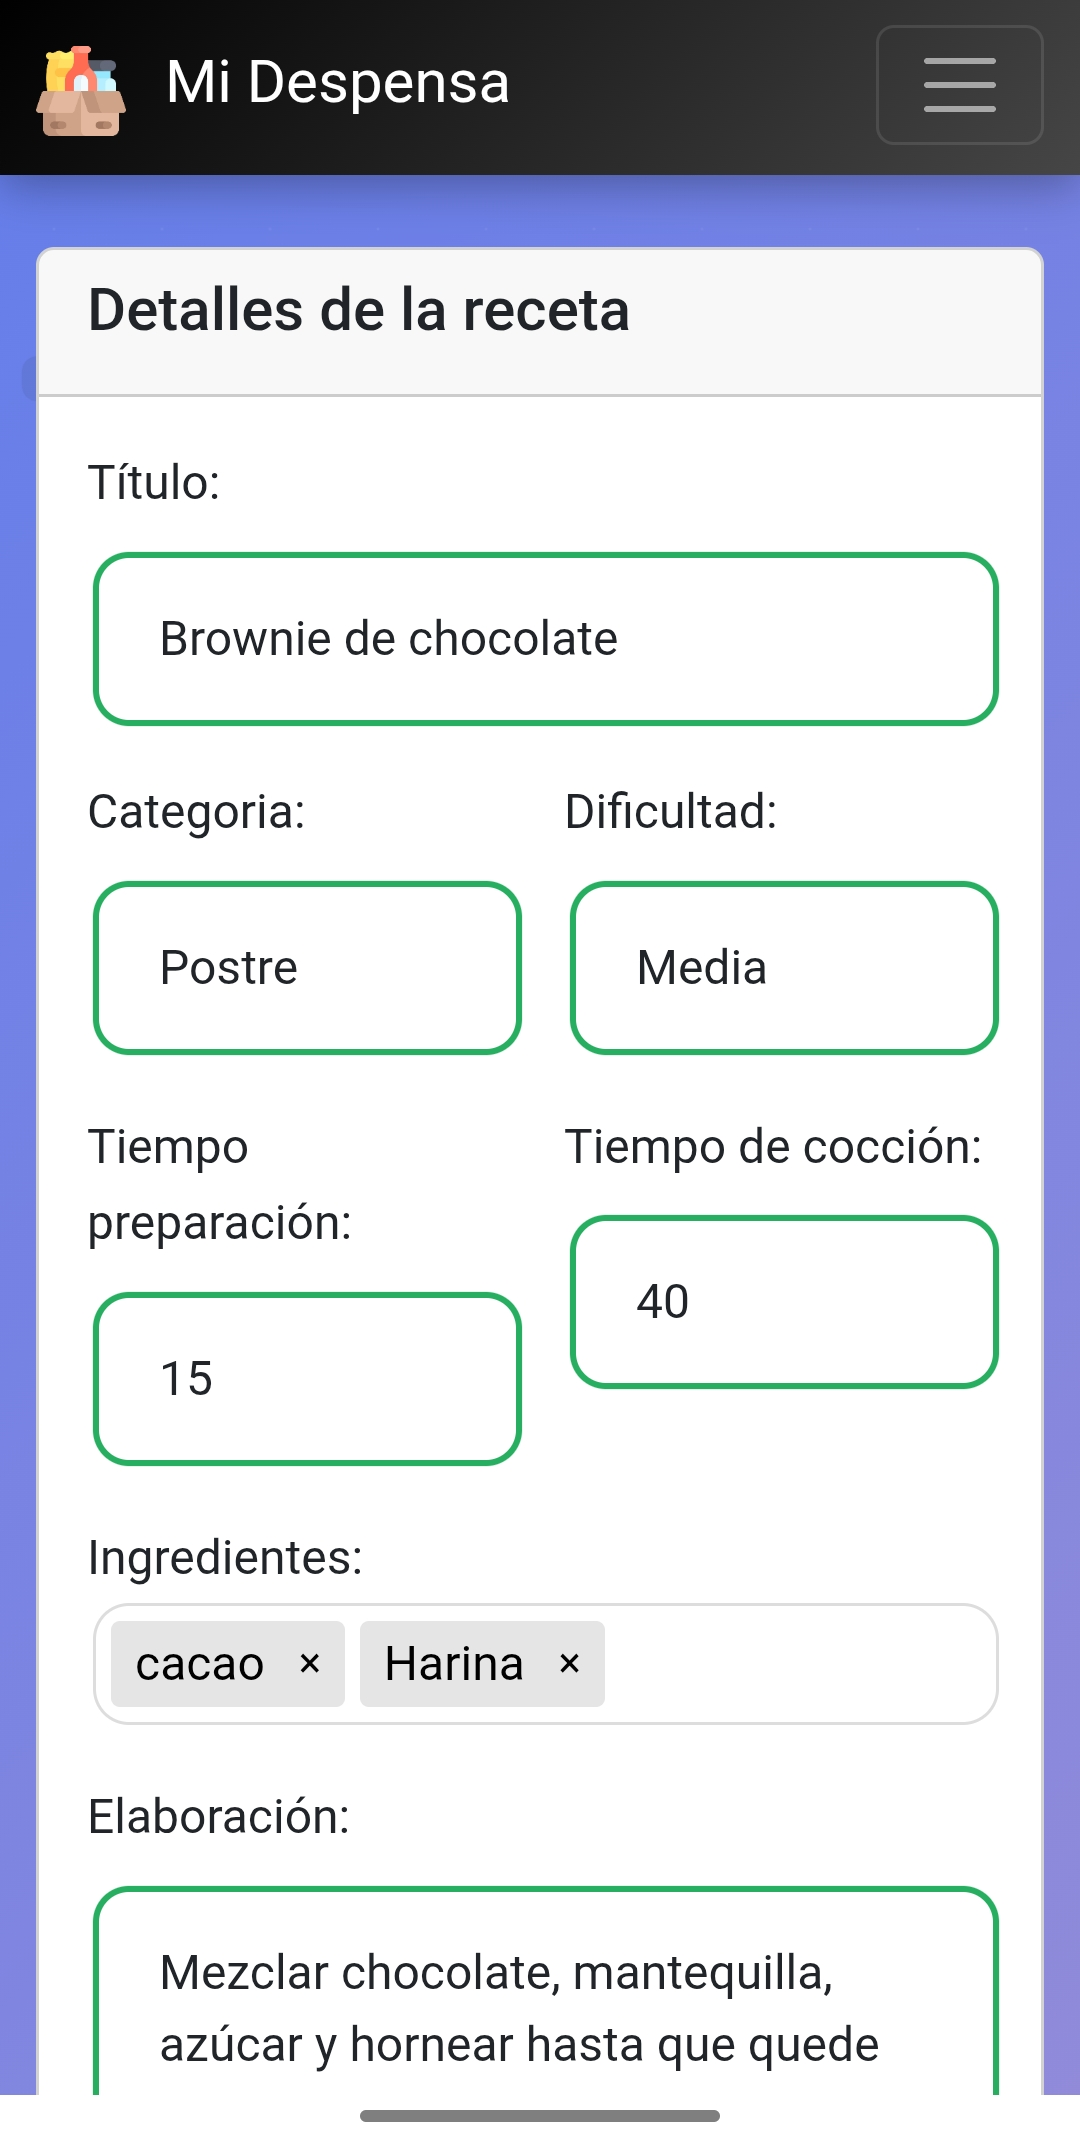 Mi Despensa
Detalles de la receta
Título:
Brownie de chocolate
Categoria:
Dificultad:
Postre
Media
Tiempo
preparación:
Tiempo de cocción:
15
40
Ingredientes:
cacao × Harina ×
Elaboración:
Mezclar chocolate, mantequilla,
azúcar y hornear hasta que quede